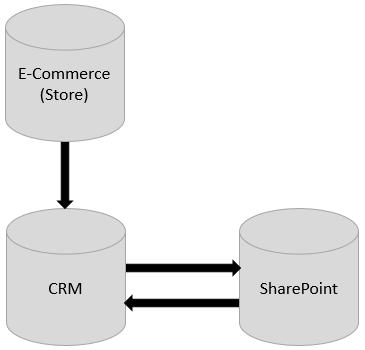 E-Commerce
(Store)
CRM
SharePoint